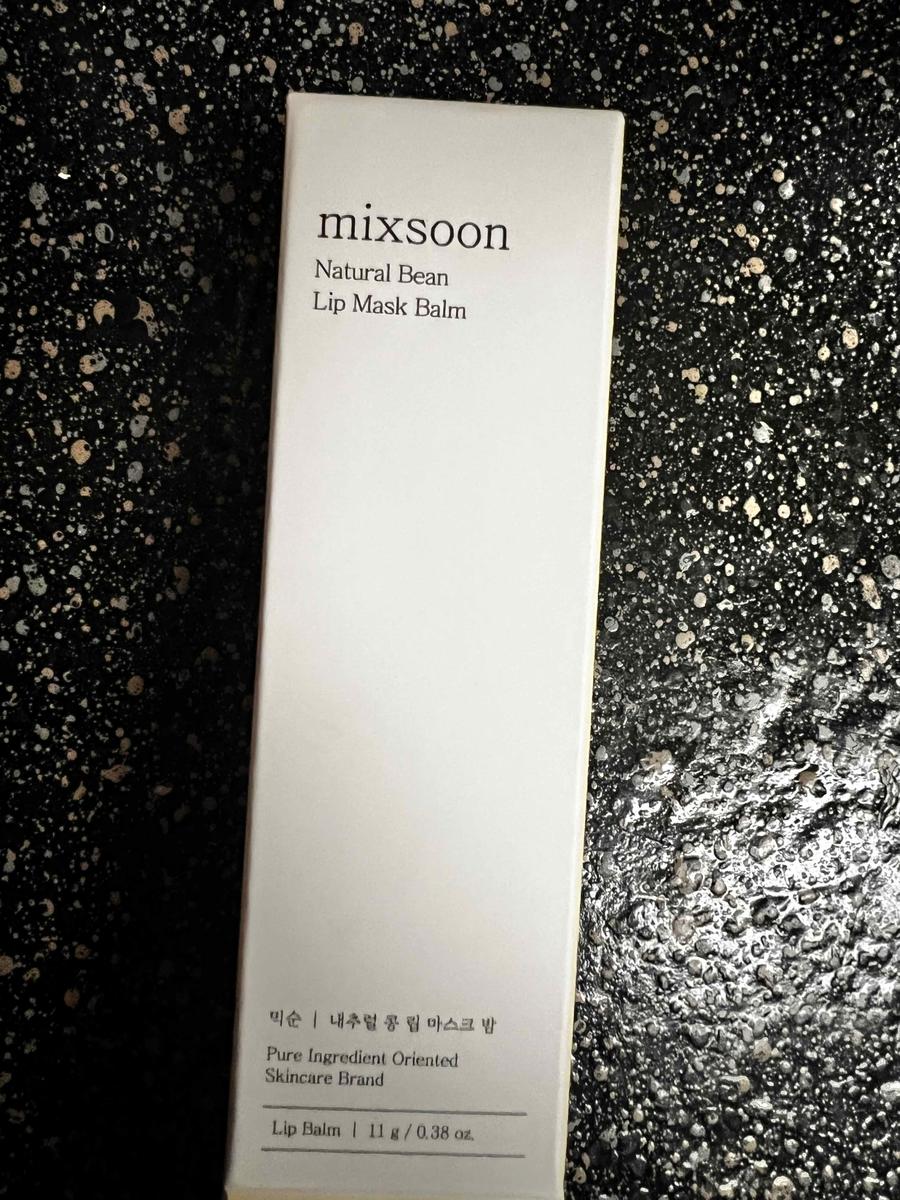 mixsoon
Natural Bean
Lip Mask Balm
믹순 | 내추럴 콩 립 마스크 밤
Pure Ingredient Oriented
Skincare Brand
Lip Balm | 11 g / 0.38 oz.